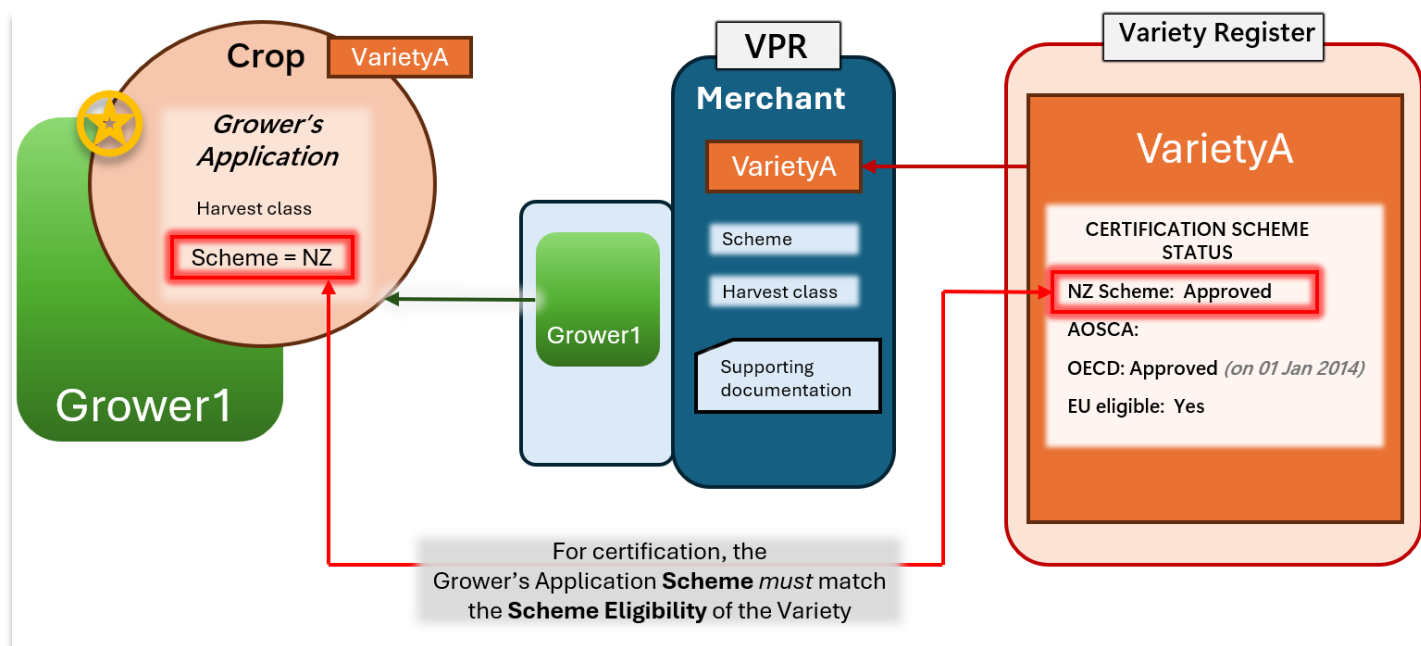 Crop
VarietyA
Grower's
Application
Harvest class
Scheme = NZ
Grower1
VPR
Merchant
VarietyA
Scheme
Harvest class
Supporting
documentation
Grower1
Variety Register
VarietyA
CERTIFICATION SCHEME
STATUS
NZ Scheme: Approved
AOSCA:
OECD: Approved (on 01 Jan 2014)
EU eligible: Yes
For certification, the
Grower's Application Scheme must match
the Scheme Eligibility of the Variety